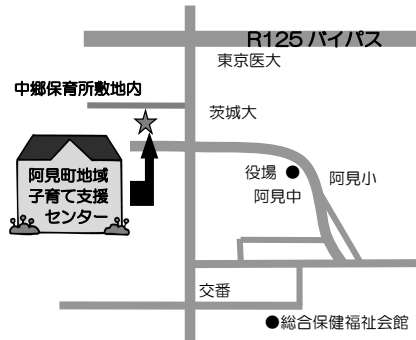 R125 バイパス
東京医大
中郷保育所敷地内
茨城大
阿見町地域
子育て支援
センター
役場●
阿見小
阿見中
交番
●総合保健福祉会館